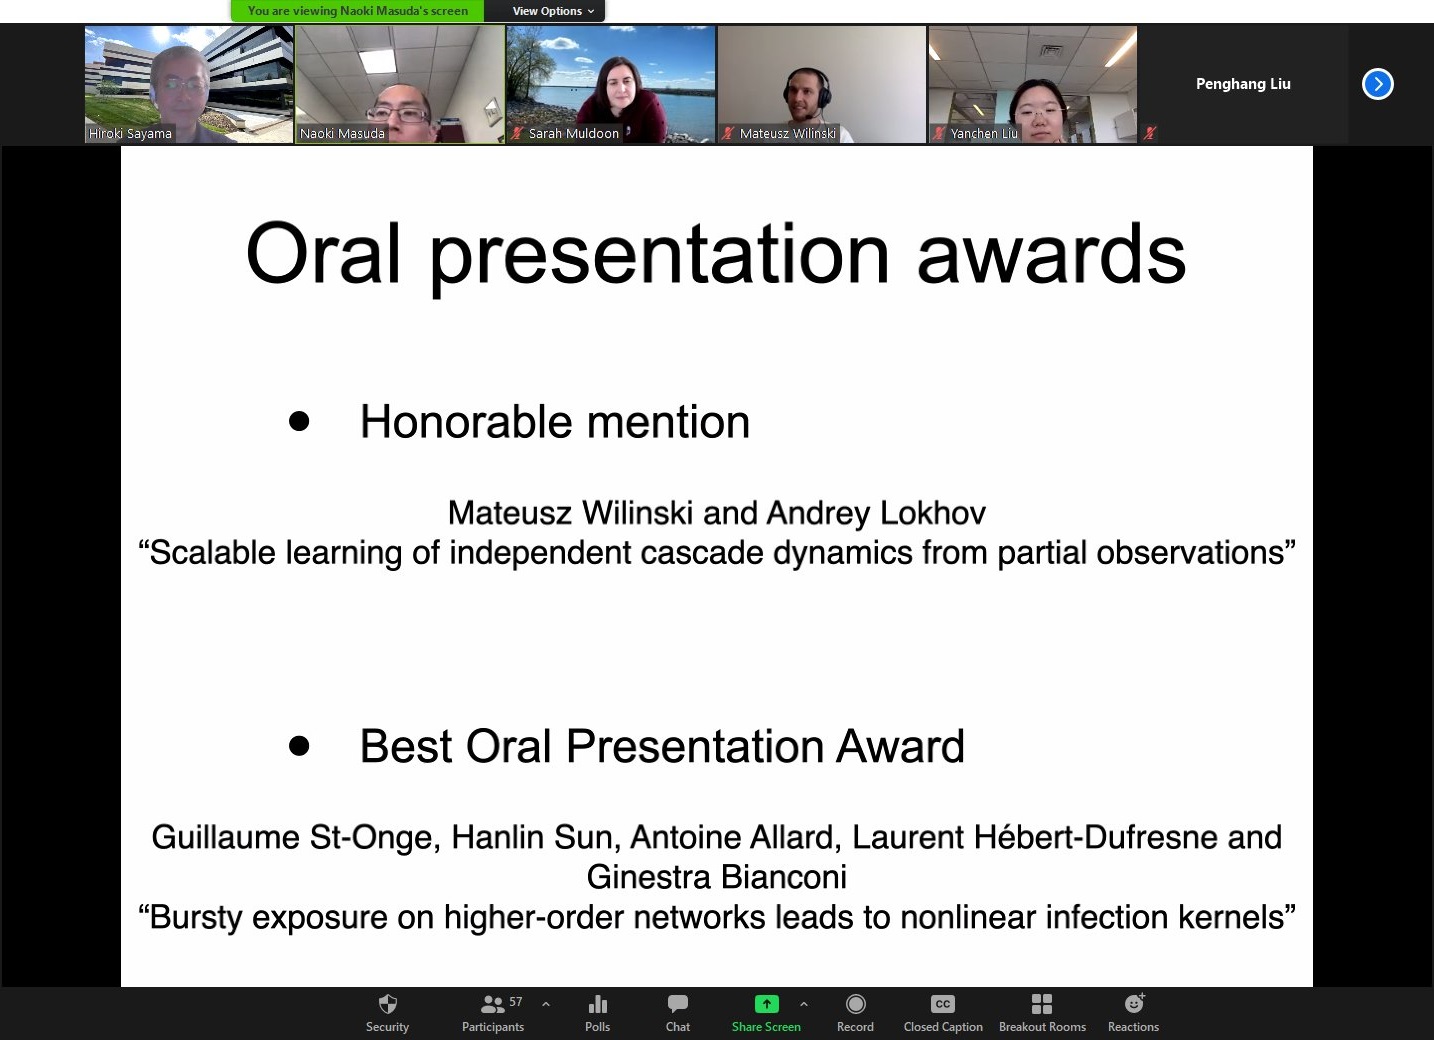 You are viewing Naoki Masuda's screen
View Options
Hiroki Sayama
Naoki Masuda
Sarah Muldoon
Mateusz Wilinski
Yanchen Liu
Penghang Liu
Oral presentation awards
● Honorable mention
Mateusz Wilinski and Andrey Lokhov
“Scalable learning of independent cascade dynamics from partial observations”
● Best Oral Presentation Award
Guillaume St-Onge, Hanlin Sun, Antoine Allard, Laurent Hébert-Dufresne and
Ginestra Bianconi
“Bursty exposure on higher-order networks leads to nonlinear infection kernels”
57
CC
Security
Participants
Polls
Chat
Share Screen
Record
Closed Caption
Breakout Rooms
Reactions